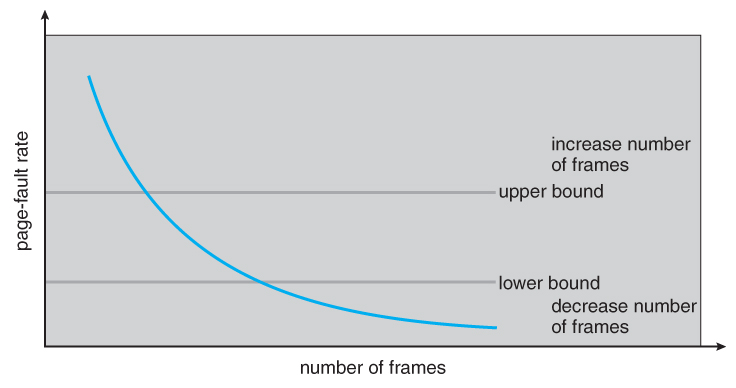 page-fault rate
increase number
of frames
upper bound
lower bound
decrease number
of frames
number of frames